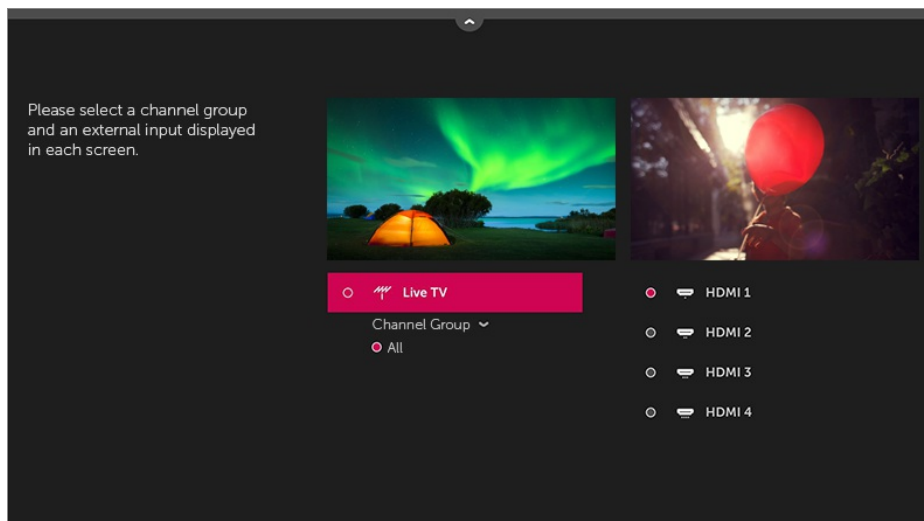 Please select a channel group
and an external input displayed
in each screen.
Live TV
Channel Group
All
HDMI 1
HDMI 2
HDMI 3
HDMI 4